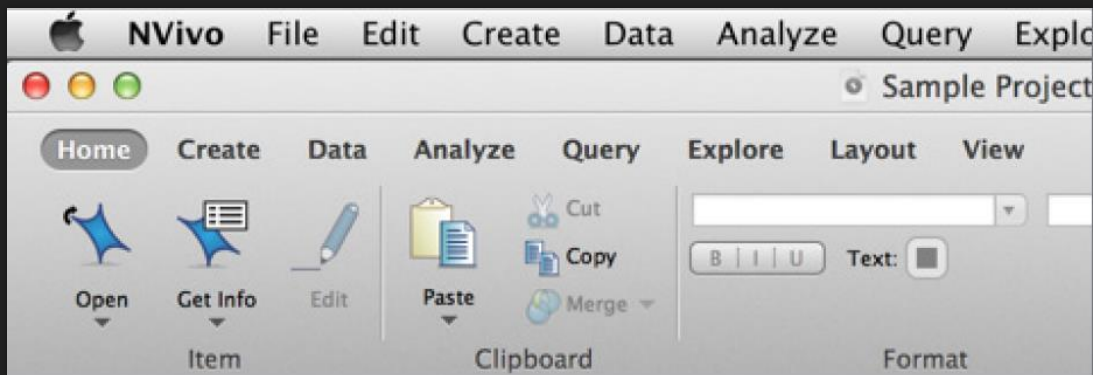 NVivo File Edit Create Data Analyze Query
Sample Project
Home Create Data Analyze Query Explore Layout View
Cut
Copy
Merge
Open Get Info Edit Paste
B I U Text:
Item Clipboard Format